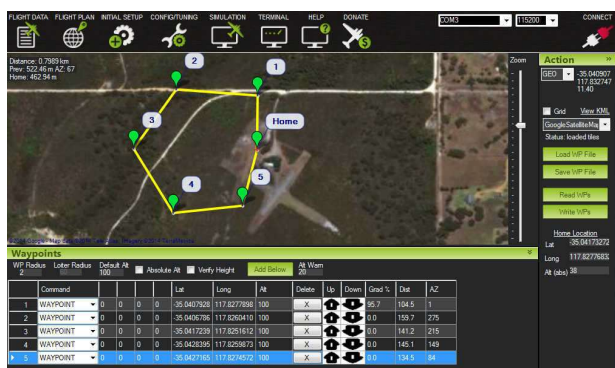 FLIGHT DATA FLIGHT PLAN INITIAL SETUP CONFIG/TUNING SIMULATION TERMINAL HELP DONATE COM3 115200 CONNECT
Distance: 0.7989 km
Prev: 522.46 m AZ: 67
Home: 462.94 m
2
1
3
Home
4
5
Zoom
Action
GEO -35.040907
117.832747
11.40
Grid View KML
GoogleSatelliteMap
Status: loaded tiles
Load WP File
Save WP File
Read WPs
Write WPs
Home Location
Lat -35.04173272
Long 117.8277683
Alt (abs) 38
Waypoints
WP Radius Loiter Radius Default Alt Alt Warn
2 100 Absolute Alt Verify Height Add Below 20
Command Lat Long Alt Delete Up Down Grad % Dist AZ
1 WAYPOINT 0 0 0 0 -35.0407928 117.8277898 100 X 95.7 104.5 1
2 WAYPOINT 0 0 0 0 -35.0406786 117.8260410 100 X 0.0 159.7 275
3 WAYPOINT 0 0 0 0 -35.0417239 117.8251612 100 X 0.0 141.2 215
4 WAYPOINT 0 0 0 0 -35.0428395 117.8259873 100 X 0.0 145.1 149
5 WAYPOINT 0 0 0 0 -35.0427165 117.8274572 100 X 0.0 134.5 84